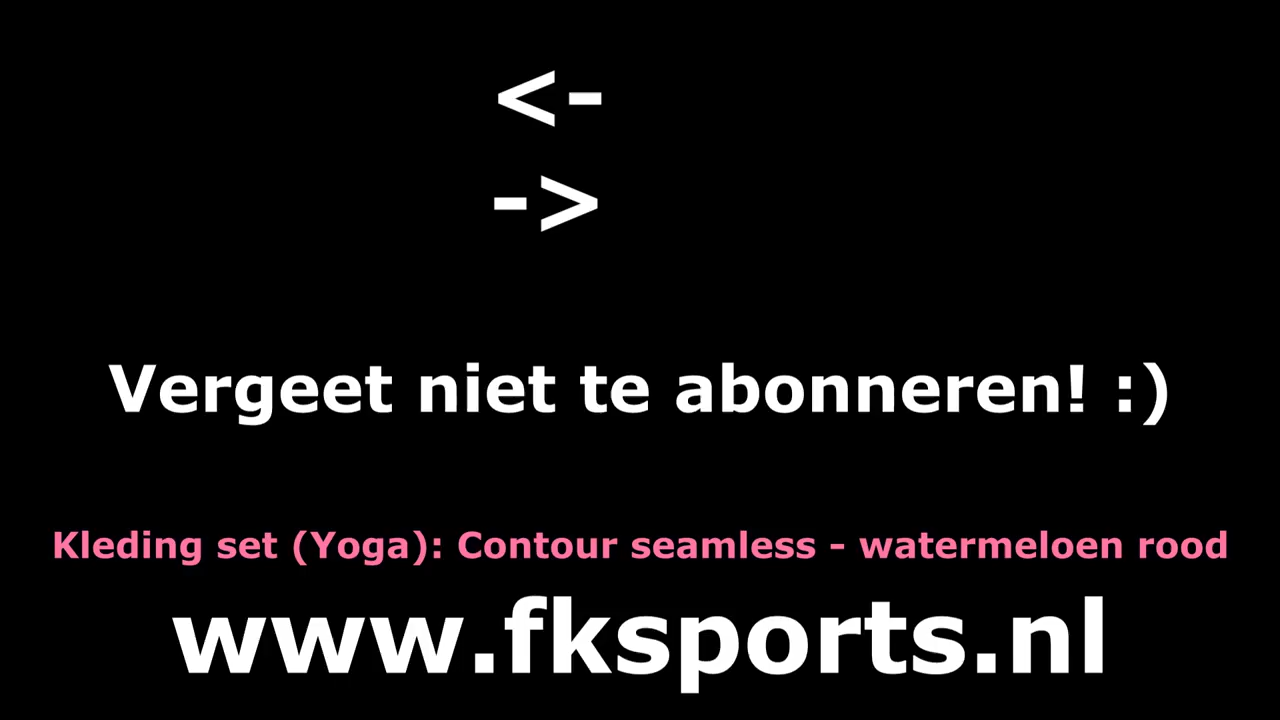 <-
->
Vergeet niet te abonneren! :)
Kleding set (Yoga): Contour seamless - watermeloen rood
www.fksports.nl